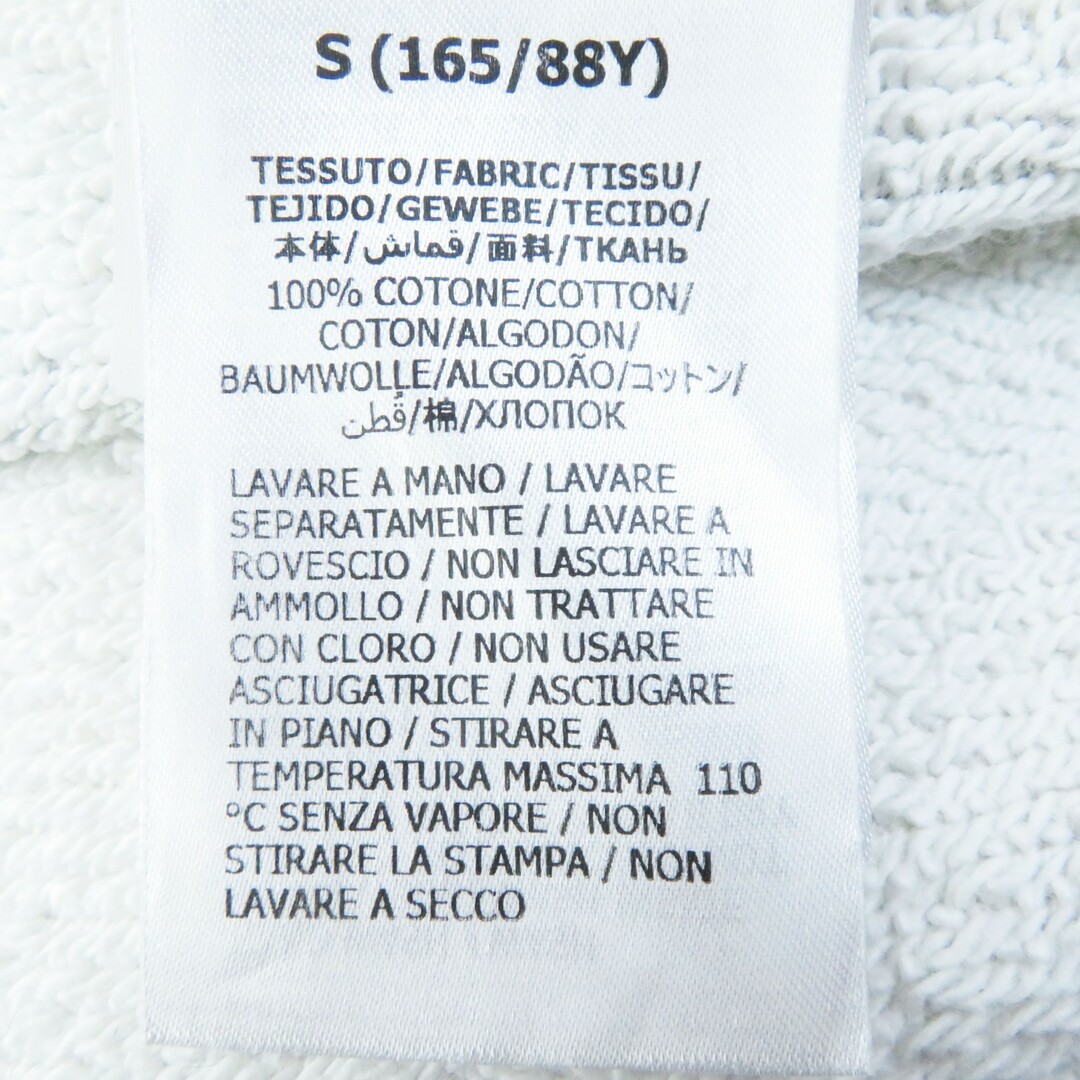 S (165/88Y)
TESSUTO/FABRIC/TISSU/
TEJIDO/GEWEBE/TECIDO/
本体/قماش/面料/ТКАНЬ
100% COTONE/COTTON/
COTON/ALGODON/
BAUMWOLLE/ALGODÃO/コットン/
قُطن/棉/ХЛОПОК
LAVARE A MANO / LAVARE
SEPARATAMENTE / LAVARE A
ROVESCIO / NON LASCIARE IN
AMMOLLO / NON TRATTARE
CON CLORO / NON USARE
ASCIUGATRICE / ASCIUGARE
IN PIANO / STIRARE A
TEMPERATURA MASSIMA 110
°C SENZA VAPORE / NON
STIRARE LA STAMPA / NON
LAVARE A SECCO